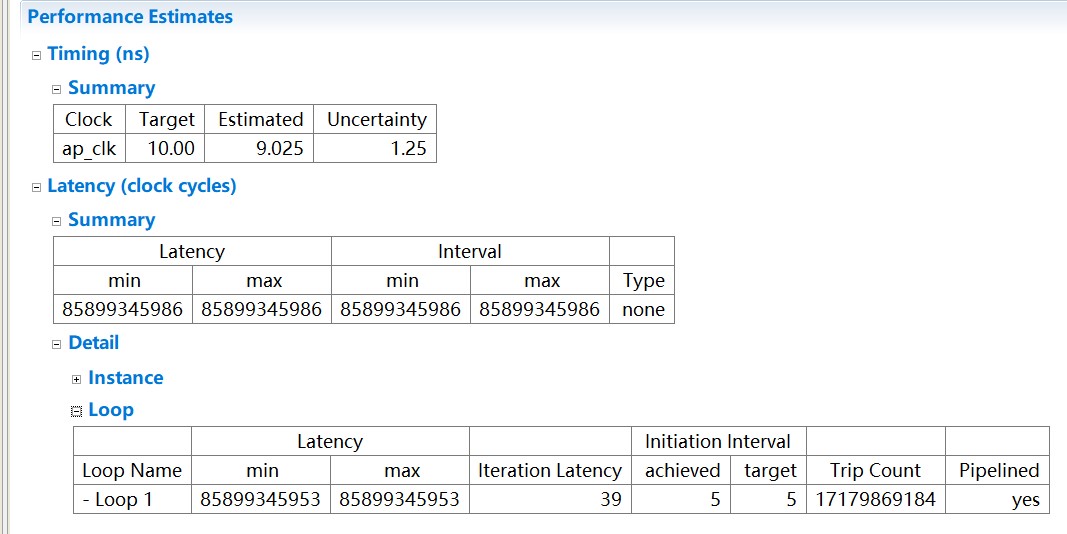 Performance Estimates
Timing (ns)
Summary
Clock Target Estimated Uncertainty
ap_clk 10.00 9.025 1.25
Latency (clock cycles)
Summary
Latency Interval
min max min max Type
85899345986 85899345986 85899345986 85899345986 none
Detail
Instance
Loop
Latency Initiation Interval
Loop Name min max Iteration Latency achieved target Trip Count Pipelined
- Loop 1 85899345953 85899345953 39 5 5 17179869184 yes